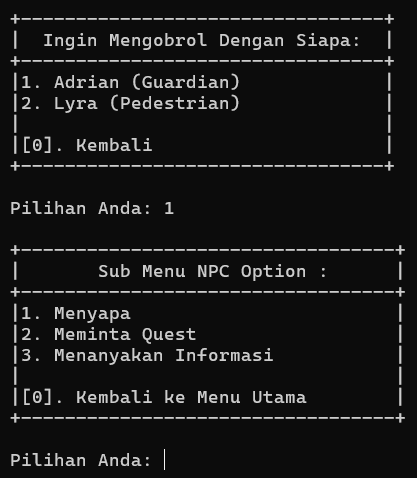 +---------------------------------+
|  Ingin Mengobrol Dengan Siapa:  |
+---------------------------------+
|1. Adrian (Guardian)             |
|2. Lyra (Pedestrian)             |
|                                 |
|[0]. Kembali                     |
+---------------------------------+
Pilihan Anda: 1
+----------------------------------+
|       Sub Menu NPC Option :      |
+----------------------------------+
|1. Menyapa                        |
|2. Meminta Quest                  |
|3. Menanyakan Informasi           |
|                                  |
|[0]. Kembali ke Menu Utama        |
+----------------------------------+
Pilihan Anda: